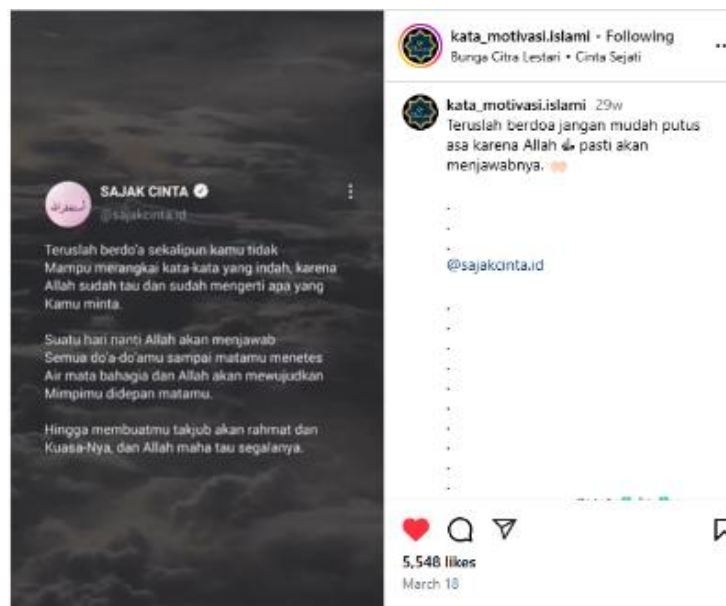 SAJAK CINTA
@sajakcinta.id
Teruslah berdo'a sekalipun kamu tidak
Mampu merangkai kata-kata yang indah, karena
Allah sudah tau dan sudah mengerti apa yang
Kamu minta.
Suatu hari nanti Allah akan menjawab
Semua do'a-do'amu sampai matamu menetes
Air mata bahagia dan Allah akan mewujudkan
Mimpimu didepan matamu.
Hingga membuatmu takjub akan rahmat dan
Kuasa-Nya, dan Allah maha tau segalanya.
kata_motivasi.islami • Following
Bunga Citra Lestari • Cinta Sejati
kata_motivasi.islami 29w
Teruslah berdoa jangan mudah putus
asa karena Allah pasti akan
menjawabnya.
.
.
.
@sajakcinta.id
.
.
.
.
.
.
.
.
.
.
5,548 likes
March 18